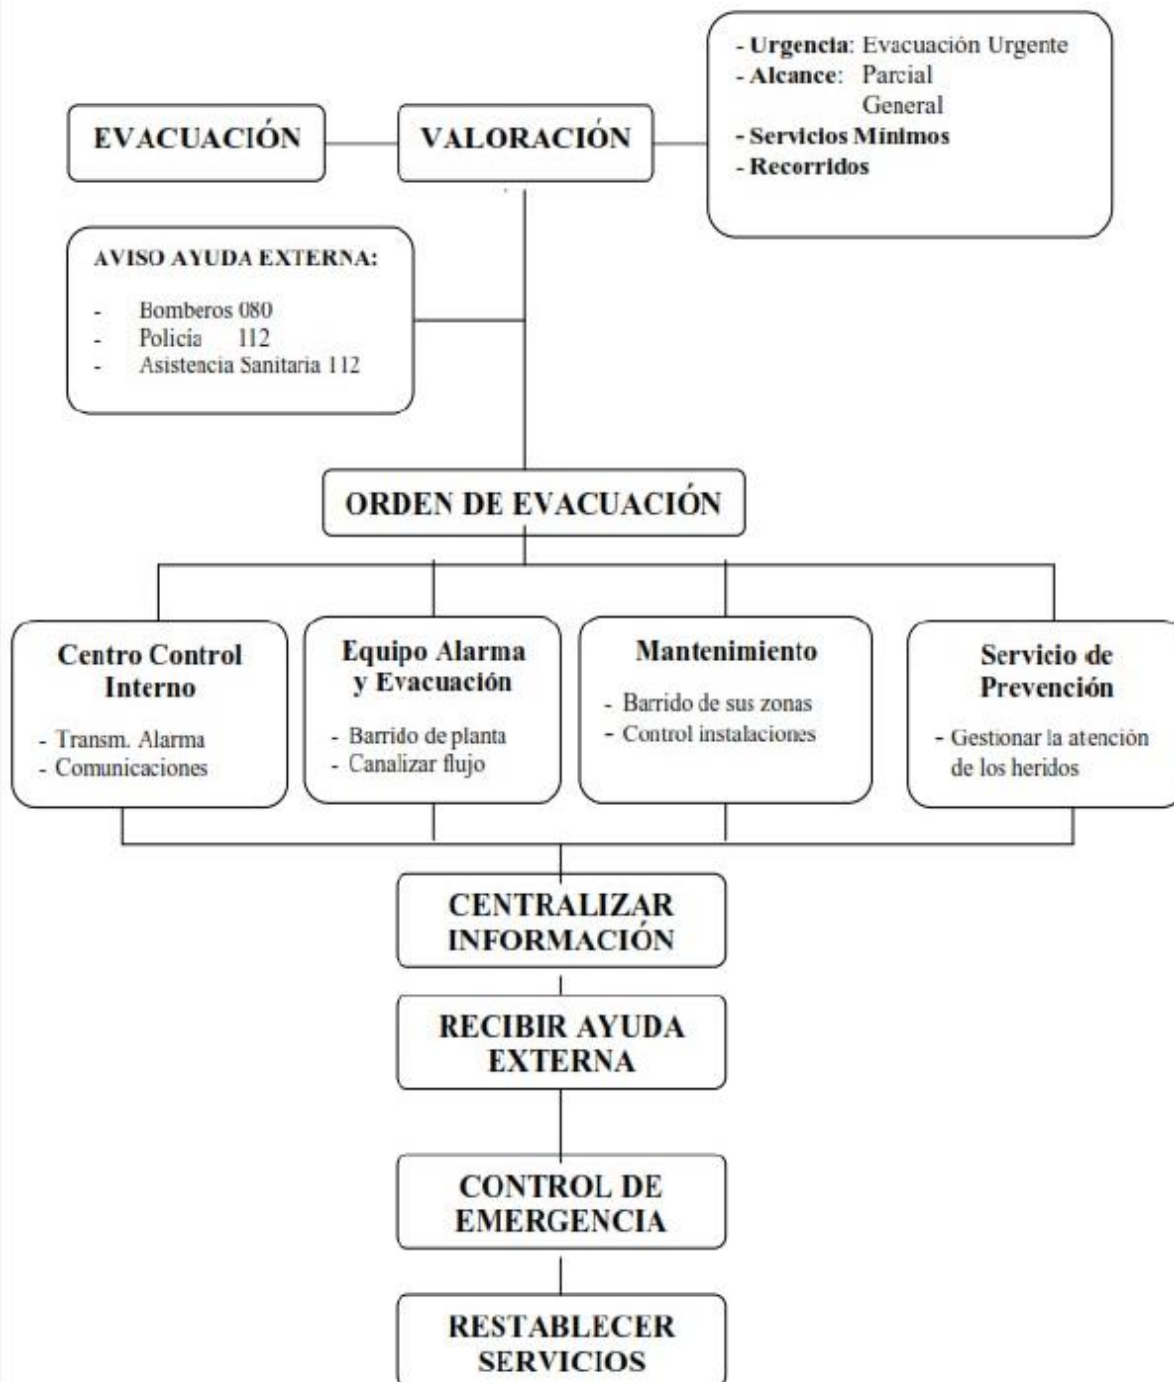 EVACUACIÓN
VALORACIÓN
- Urgencia: Evacuación Urgente
- Alcance: Parcial
General
- Servicios Mínimos
- Recorridos
AVISO AYUDA EXTERNA:
- Bomberos 080
- Policía 112
- Asistencia Sanitaria 112
ORDEN DE EVACUACIÓN
Centro Control
Interno
- Transm. Alarma
- Comunicaciones
Equipo Alarma
y Evacuación
- Barrido de planta
- Canalizar flujo
Mantenimiento
- Barrido de sus zonas
- Control instalaciones
Servicio de
Prevención
- Gestionar la atención
de los heridos
CENTRALIZAR
INFORMACIÓN
RECIBIR AYUDA
EXTERNA
CONTROL DE
EMERGENCIA
RESTABLECER
SERVICIOS